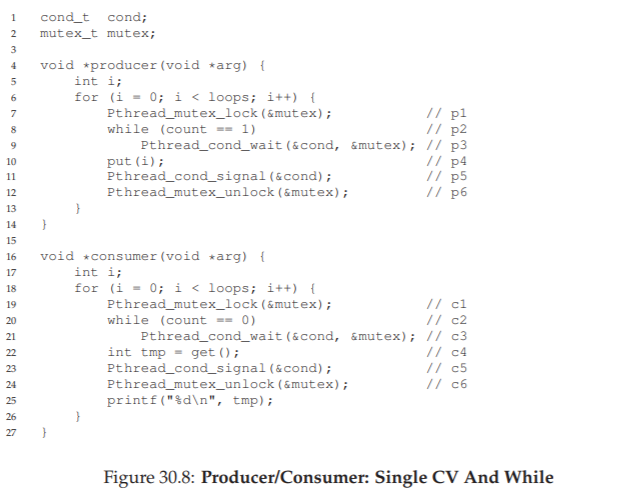 1 cond_t cond;
2 mutex_t mutex;
3
4 void *producer(void *arg) {
5 int i;
6 for (i = 0; i < loops; i++) {
7 Pthread_mutex_lock(&mutex); // p1
8 while (count == 1) // p2
9 Pthread_cond_wait(&cond, &mutex); // p3
10 put(i); // p4
11 Pthread_cond_signal(&cond); // p5
12 Pthread_mutex_unlock(&mutex); // p6
13 }
14 }
15
16 void *consumer(void *arg) {
17 int i;
18 for (i = 0; i < loops; i++) {
19 Pthread_mutex_lock(&mutex); // c1
20 while (count == 0) // c2
21 Pthread_cond_wait(&cond, &mutex); // c3
22 int tmp = get(); // c4
23 Pthread_cond_signal(&cond); // c5
24 Pthread_mutex_unlock(&mutex); // c6
25 printf("%d\n", tmp);
26 }
27 }
Figure 30.8: Producer/Consumer: Single CV And While